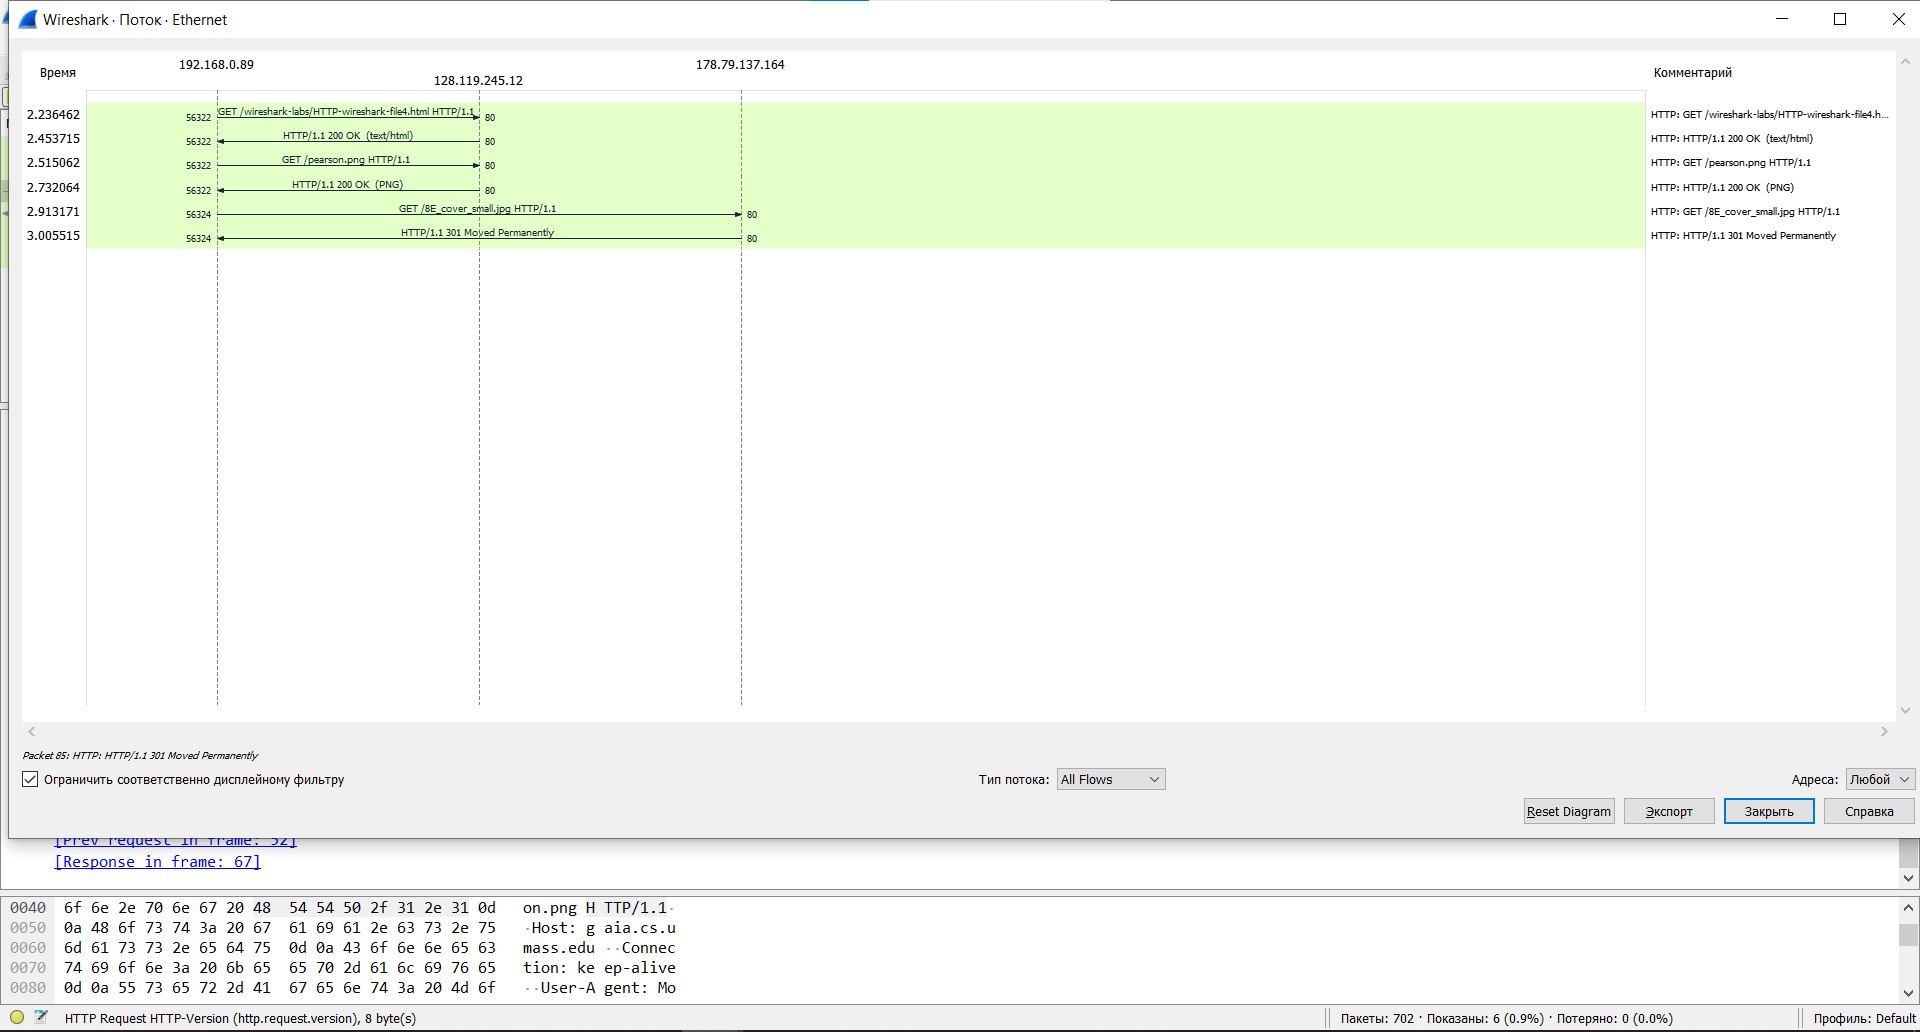 Wireshark · Поток · Ethernet
Время
192.168.0.89
128.119.245.12
178.79.137.164
Комментарий
2.236462
56322
GET /wireshark-labs/HTTP-wireshark-file4.html HTTP/1.1
80
HTTP: GET /wireshark-labs/HTTP-wireshark-file4.h...
2.453715
56322
HTTP/1.1 200 OK (text/html)
80
HTTP: HTTP/1.1 200 OK (text/html)
2.515062
56322
GET /pearson.png HTTP/1.1
80
HTTP: GET /pearson.png HTTP/1.1
2.732064
56322
HTTP/1.1 200 OK (PNG)
80
HTTP: HTTP/1.1 200 OK (PNG)
2.913171
56324
GET /8E_cover_small.jpg HTTP/1.1
80
HTTP: GET /8E_cover_small.jpg HTTP/1.1
3.005515
56324
HTTP/1.1 301 Moved Permanently
80
HTTP: HTTP/1.1 301 Moved Permanently
Packet 85: HTTP: HTTP/1.1 301 Moved Permanently
Ограничить соответственно дисплейному фильтру
Тип потока:
All Flows
Адреса:
Любой
Reset Diagram
Экспорт
Закрыть
Справка
[Prev request in frame: 52]
[Response in frame: 67]
0040 6f 6e 2e 70 6e 67 20 48 54 54 50 2f 31 2e 31 0d on.png H TTP/1.1·
0050 0a 48 6f 73 74 3a 20 67 61 69 61 2e 63 73 2e 75 ·Host: g aia.cs.u
0060 6d 61 73 73 2e 65 64 75 0d 0a 43 6f 6e 6e 65 63 mass.edu ··Connec
0070 74 69 6f 6e 3a 20 6b 65 65 70 2d 61 6c 69 76 65 tion: ke ep-alive
0080 0d 0a 55 73 65 72 2d 41 67 65 6e 74 3a 20 4d 6f ··User-A gent: Mo
HTTP Request HTTP-Version (http.request.version), 8 byte(s)
Пакеты: 702 · Показаны: 6 (0.9%) · Потеряно: 0 (0.0%)
Профиль: Default